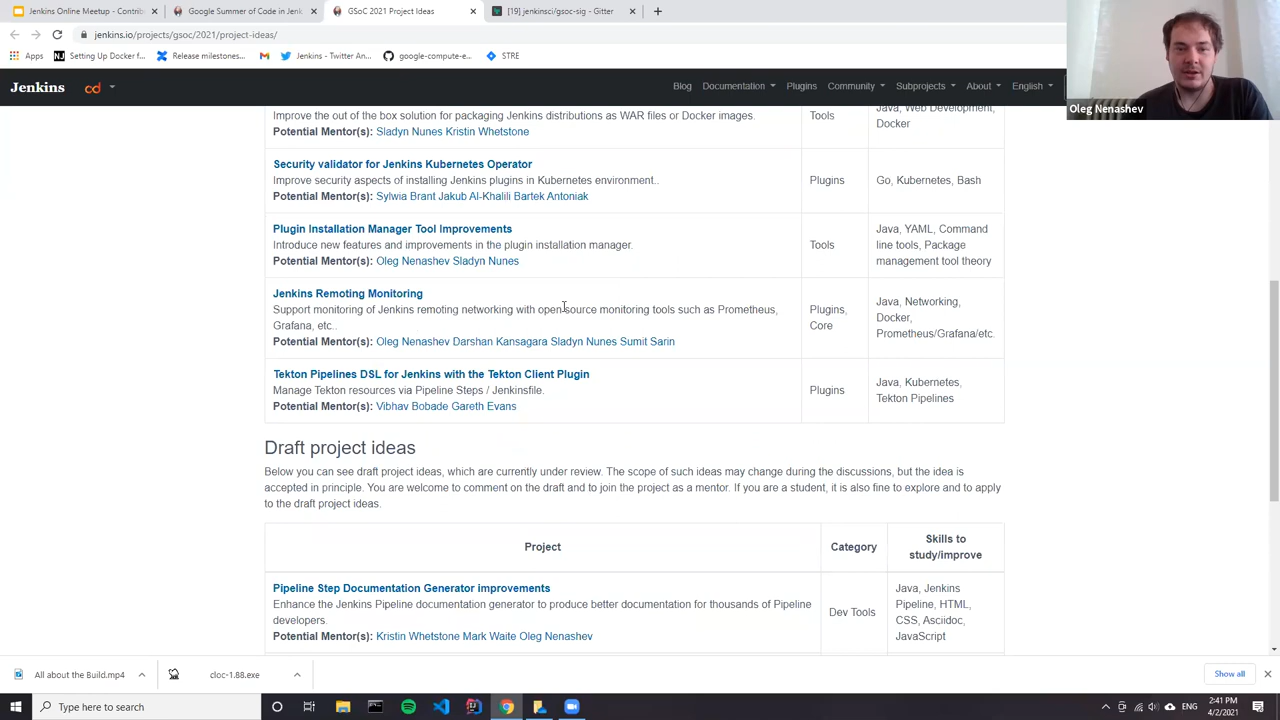 Jenkins Online Meetup - Contrib
Google Summer of Code in Jenk
GSoC 2021 Project Ideas
[19] jenkinsci/gsoc-sig - Gitter
jenkins.io/projects/gsoc/2021/project-ideas/
Apps
Setting Up Docker f...
Release milestones...
Jenkins - Twitter An...
google-compute-e...
STRE
Oleg Nenashev
Jenkins
cd
Blog
Documentation
Plugins
Community
Subprojects
About
English
Improve the out of the box solution for packaging Jenkins distributions as WAR files or Docker images.
Potential Mentor(s): Sladyn Nunes Kristin Whetstone
Tools
Java, Web Development,
Docker
Security validator for Jenkins Kubernetes Operator
Improve security aspects of installing Jenkins plugins in Kubernetes environment..
Potential Mentor(s): Sylwia Brant Jakub Al-Khalili Bartek Antoniak
Plugins
Go, Kubernetes, Bash
Plugin Installation Manager Tool Improvements
Introduce new features and improvements in the plugin installation manager.
Potential Mentor(s): Oleg Nenashev Sladyn Nunes
Tools
Java, YAML, Command
line tools, Package
management tool theory
Jenkins Remoting Monitoring
Support monitoring of Jenkins remoting networking with open-source monitoring tools such as Prometheus,
Grafana, etc..
Potential Mentor(s): Oleg Nenashev Darshan Kansagara Sladyn Nunes Sumit Sarin
Plugins,
Core
Java, Networking,
Docker,
Prometheus/Grafana/etc.
Tekton Pipelines DSL for Jenkins with the Tekton Client Plugin
Manage Tekton resources via Pipeline Steps / Jenkinsfile.
Potential Mentor(s): Vibhav Bobade Gareth Evans
Plugins
Java, Kubernetes,
Tekton Pipelines
Draft project ideas
Below you can see draft project ideas, which are currently under review. The scope of such ideas may change during the discussions, but the idea is
accepted in principle. You are welcome to comment on the draft and to join the project as a mentor. If you are a student, it is also fine to explore and to apply
to the draft project ideas.
Project
Category
Skills to
study/improve
Pipeline Step Documentation Generator improvements
Enhance the Jenkins Pipeline documentation generator to produce better documentation for thousands of Pipeline
developers.
Potential Mentor(s): Kristin Whetstone Mark Waite Oleg Nenashev
Dev Tools
Java, Jenkins
Pipeline, HTML,
CSS, Asciidoc,
JavaScript
All about the Build.mp4
cloc-1.88.exe
Show all
Type here to search
ENG
2:41 PM
4/2/2021